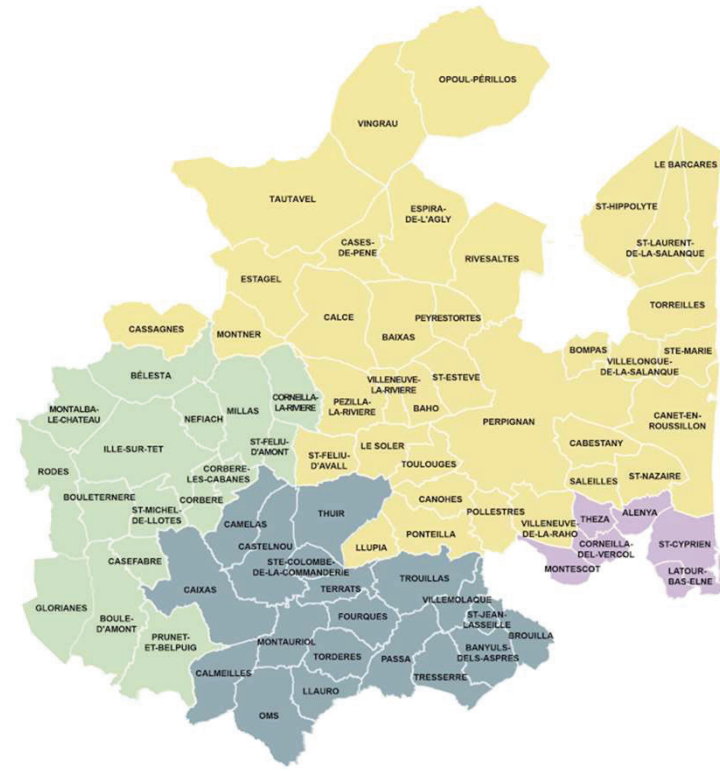 OPOUL-PÉRILLOS
VINGRAU
LE BARCARES
TAUTAVEL
ESPIRA-
DE-L'AGLY
ST-HIPPOLYTE
CASES-
DE-PENE
RIVESALTES
ST-LAURENT-
DE-LA-SALANQUE
ESTAGEL
TORREILLES
CASSAGNES
MONTNER
CALCE
PEYRESTORTES
BAIXAS
BOMPAS
STE-MARIE
VILLELONGUE-
DE-LA-SALANQUE
BÉLESTA
VILLENEUVE-
LA-RIVIERE
ST-ESTEVE
CORNEILLA-
LA-RIVIERE
PEZILLA-
LA-RIVIERE
BAHO
MONTALBA-
LE-CHATEAU
NEFIACH
MILLAS
PERPIGNAN
CANET-EN-
ROUSSILLON
ILLE-SUR-TET
ST-FELIU-
D'AMONT
LE SOLER
CABESTANY
ST-FELIU-
D'AVALL
TOULOUGES
RODES
CORBERE-
LES-CABANES
SALEILLES
ST-NAZAIRE
BOULETERNERE
CORBERE
CANOHES
ST-MICHEL-
DE-LLOTES
THUIR
POLLESTRES
CAMELAS
VILLENEUVE-
DE-LA-RAHO
THEZA
ALENYA
PONTEILLA
CASTELNOU
LLUPIA
CORNEILLA-
DEL-VERCOL
ST-CYPRIEN
CASEFABRE
STE-COLOMBE-
DE-LA-COMMANDERIE
MONTESCOT
LATOUR-
BAS-ELNE
CAIXAS
TERRATS
TROUILLAS
GLORIANES
VILLEMOLAQUE
BOULE-
D'AMONT
FOURQUES
ST-JEAN-
LASSEILLE
PRUNET-
ET-BELPUIG
MONTAURIOL
BROUILLA
BANYULS-
DELS-ASPRES
TORDERES
PASSA
CALMEILLES
TRESSERRE
LLAURO
OMS